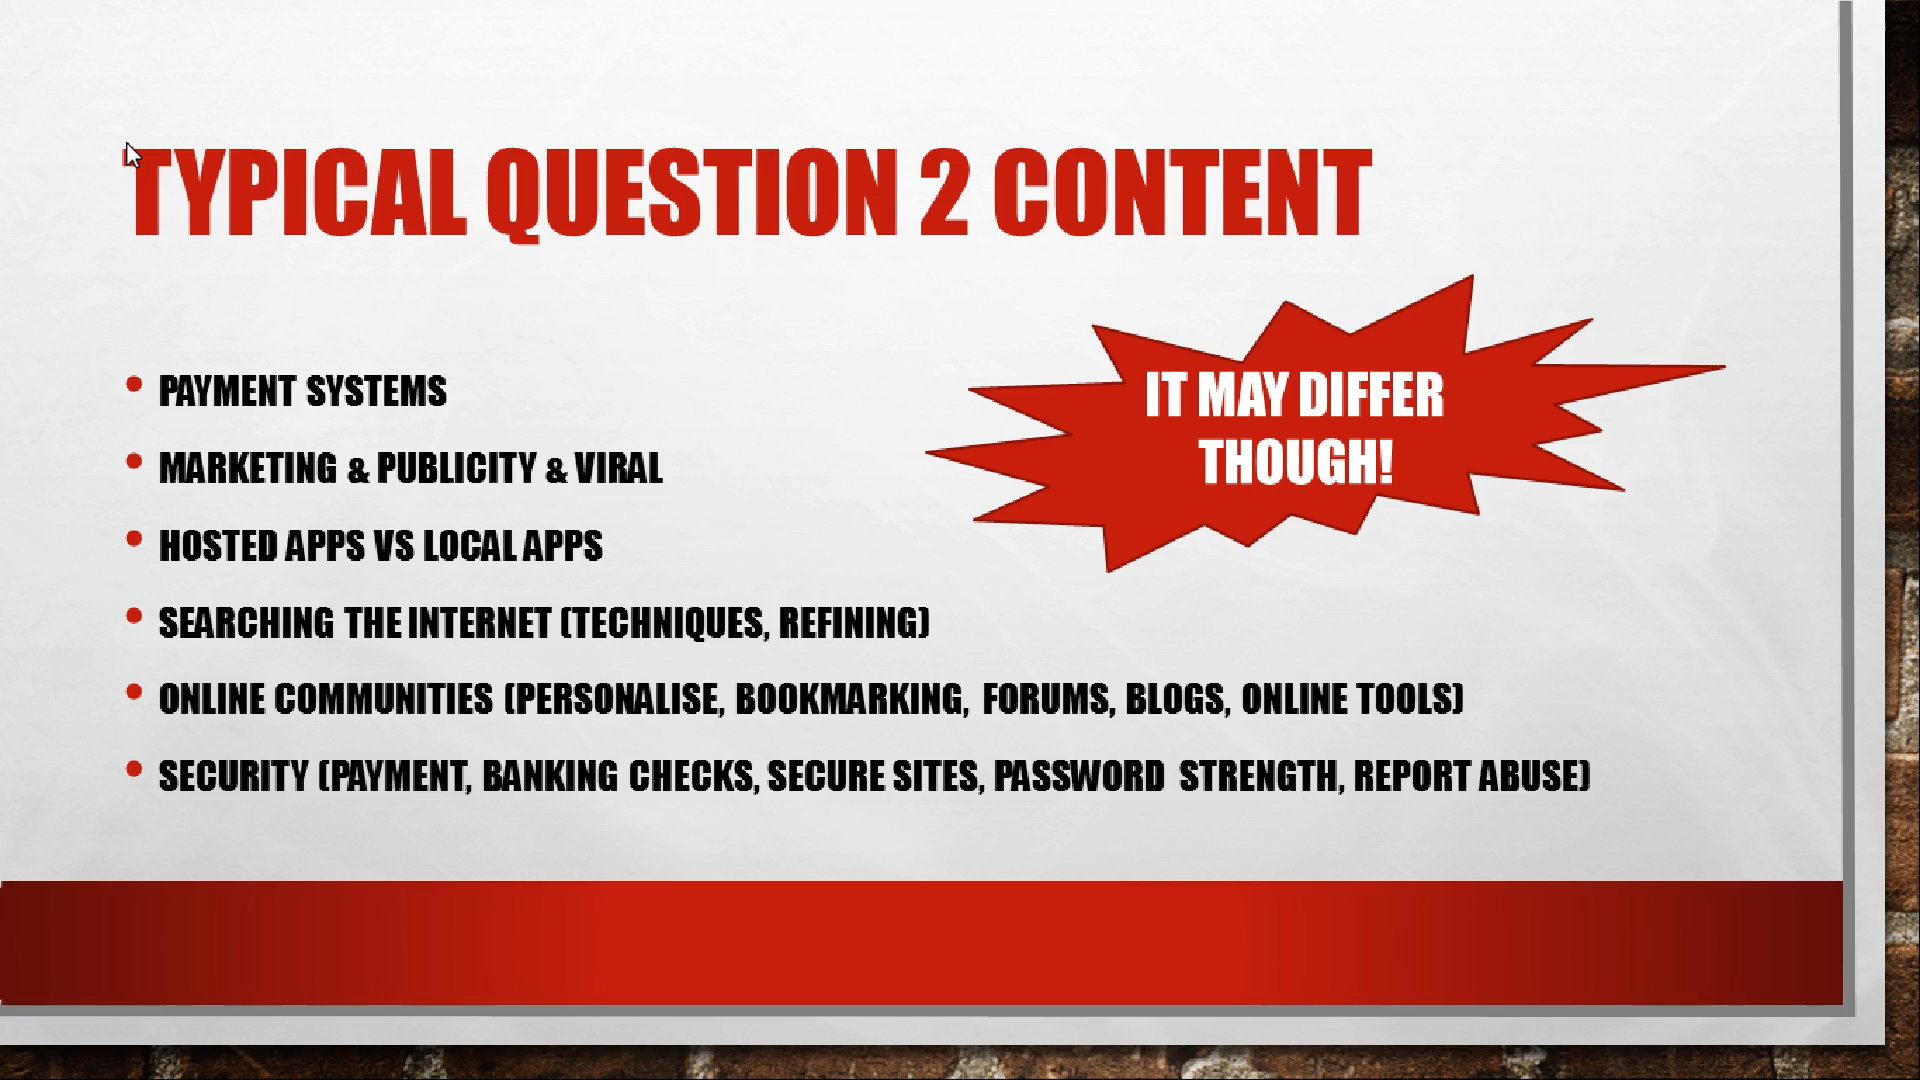 TYPICAL QUESTION 2 CONTENT
IT MAY DIFFER
THOUGH!
• PAYMENT SYSTEMS
• MARKETING & PUBLICITY & VIRAL
• HOSTED APPS VS LOCAL APPS
• SEARCHING THE INTERNET (TECHNIQUES, REFINING)
• ONLINE COMMUNITIES (PERSONALISE, BOOKMARKING, FORUMS, BLOGS, ONLINE TOOLS)
• SECURITY (PAYMENT, BANKING CHECKS, SECURE SITES, PASSWORD STRENGTH, REPORT ABUSE)